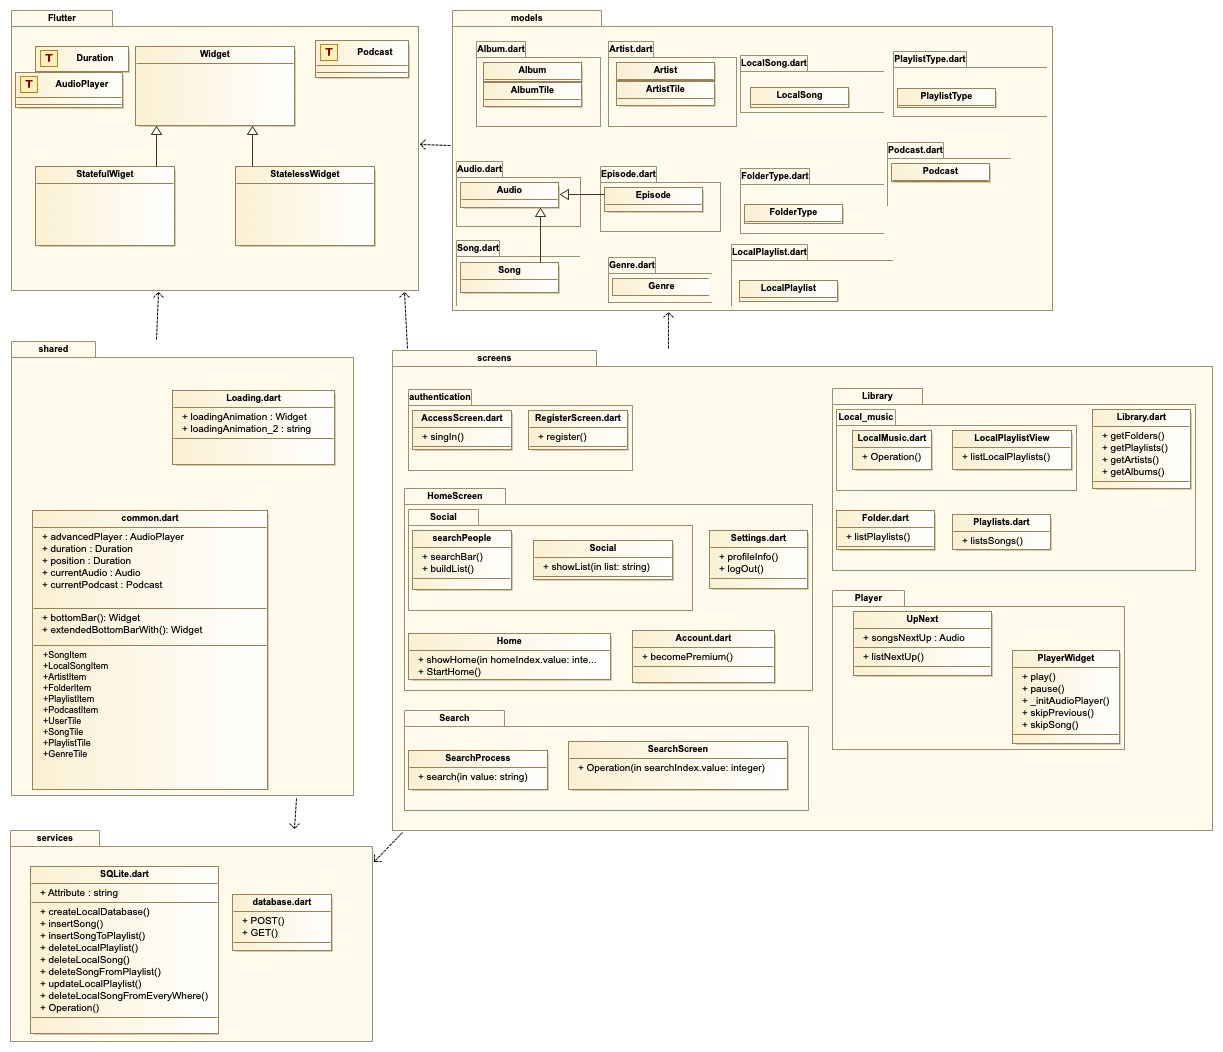 Flutter
T Duration
T AudioPlayer
Widget
T Podcast
StatefulWiget
StatelessWidget
models
Album.dart
Album
AlbumTile
Artist.dart
Artist
ArtistTile
LocalSong.dart
LocalSong
PlaylistType.dart
PlaylistType
Audio.dart
Audio
Episode.dart
Episode
FolderType.dart
FolderType
Podcast.dart
Podcast
Song.dart
Song
Genre.dart
Genre
LocalPlaylist.dart
LocalPlaylist
shared
Loading.dart
+ loadingAnimation : Widget
+ loadingAnimation_2 : string
common.dart
+ advancedPlayer : AudioPlayer
+ duration : Duration
+ position : Duration
+ currentAudio : Audio
+ currentPodcast : Podcast
+ bottomBar(): Widget
+ extendedBottomBarWith(): Widget
+SongItem
+LocalSongItem
+ArtistItem
+FolderItem
+PlaylistItem
+PodcastItem
+UserTile
+SongTile
+PlaylistTile
+GenreTile
screens
authentication
AccessScreen.dart
+ singIn()
RegisterScreen.dart
+ register()
HomeScreen
Social
searchPeople
+ searchBar()
+ buildList()
Social
+ showList(in list: string)
Settings.dart
+ profileInfo()
+ logOut()
Home
+ showHome(in homeIndex.value: inte...
+ StartHome()
Account.dart
+ becomePremium()
Search
SearchProcess
+ search(in value: string)
SearchScreen
+ Operation(in searchIndex.value: integer)
Library
Local_music
LocalMusic.dart
+ Operation()
LocalPlaylistView
+ listLocalPlaylists()
Library.dart
+ getFolders()
+ getPlaylists()
+ getArtists()
+ getAlbums()
Folder.dart
+ listPlaylists()
Playlists.dart
+ listsSongs()
Player
UpNext
+ songsNextUp : Audio
+ listNextUp()
PlayerWidget
+ play()
+ pause()
+ _initAudioPlayer()
+ skipPrevious()
+ skipSong()
services
SQLite.dart
+ Attribute : string
+ createLocalDatabase()
+ insertSong()
+ insertSongToPlaylist()
+ deleteLocalPlaylist()
+ deleteLocalSong()
+ deleteSongFromPlaylist()
+ updateLocalPlaylist()
+ deleteLocalSongFromEveryWhere()
+ Operation()
database.dart
+ POST()
+ GET()